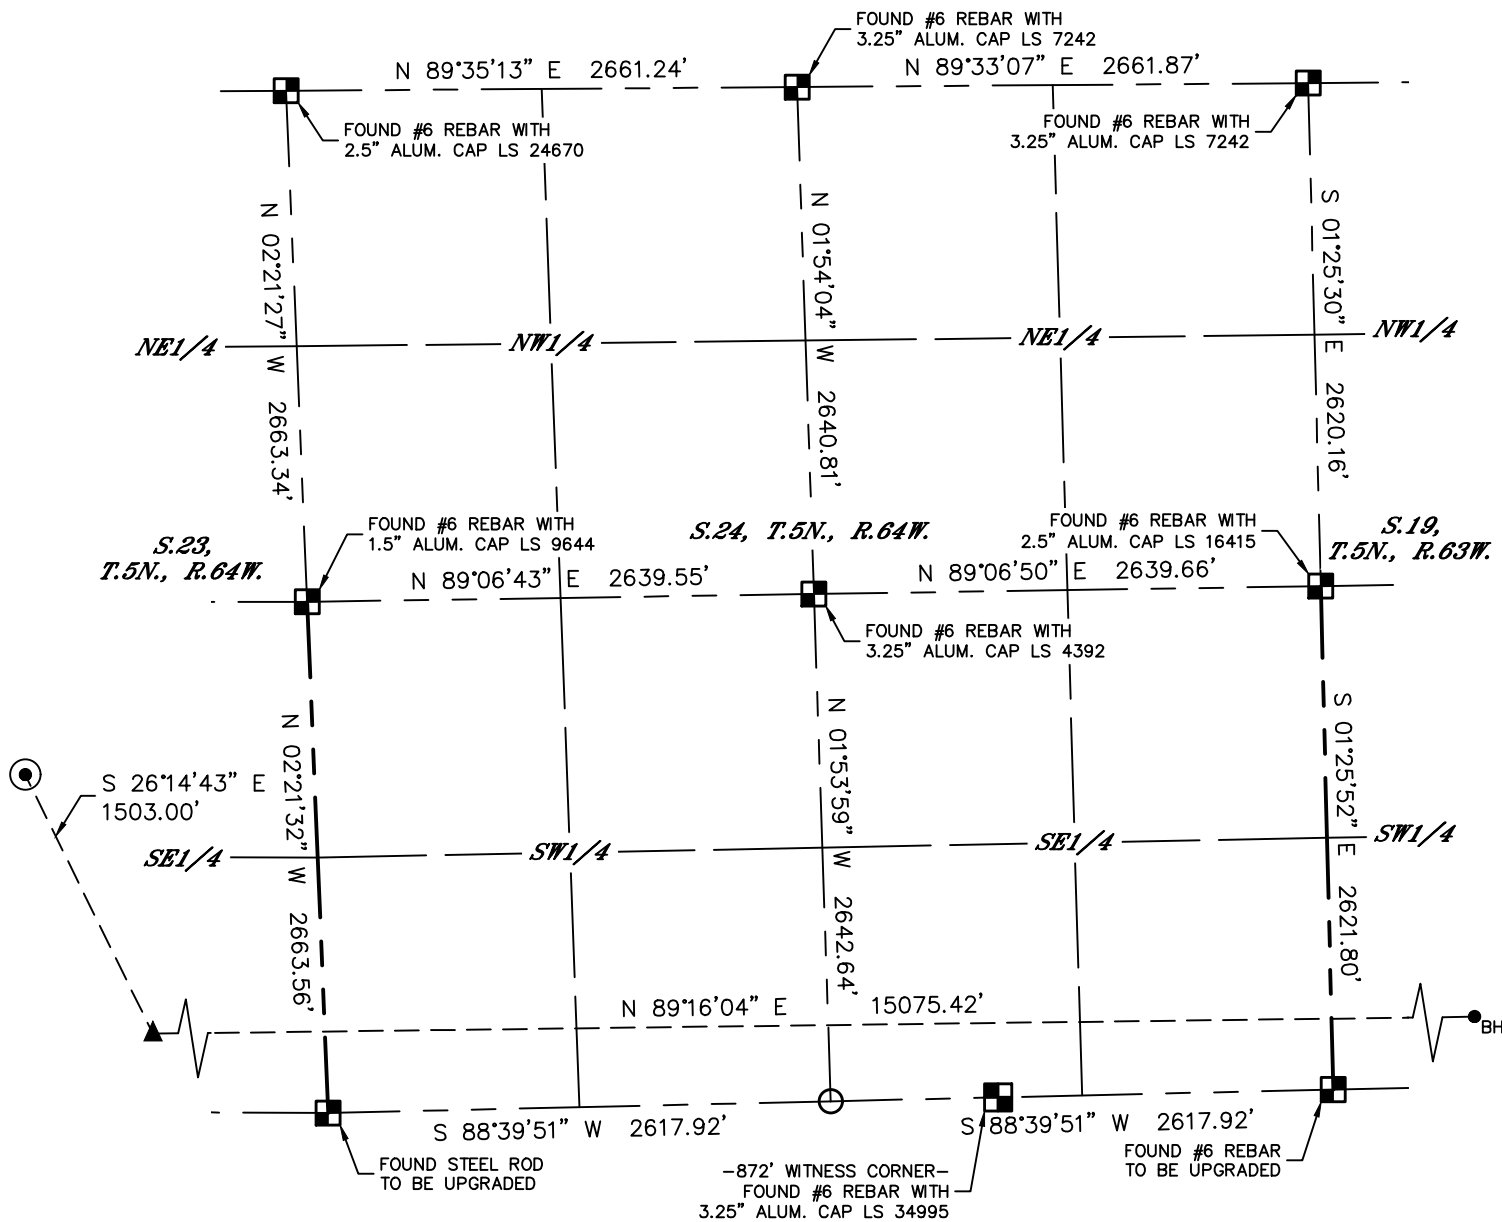 FOUND #6 REBAR WITH
3.25" ALUM. CAP LS 7242
N 89°35'13" E 2661.24'
N 89°33'07" E 2661.87'
FOUND #6 REBAR WITH
2.5" ALUM. CAP LS 24670
FOUND #6 REBAR WITH
3.25" ALUM. CAP LS 7242
N 02°21'27" W 2663.34'
N 01°54'04" W 2640.81'
S 01°25'30" E 2620.16'
NE1/4
NW1/4
NE1/4
NW1/4
S.23,
T.5N., R.64W.
FOUND #6 REBAR WITH
1.5" ALUM. CAP LS 9644
S.24, T.5N., R.64W.
FOUND #6 REBAR WITH
2.5" ALUM. CAP LS 16415
S.19,
T.5N., R.63W.
N 89°06'43" E 2639.55'
N 89°06'50" E 2639.66'
FOUND #6 REBAR WITH
3.25" ALUM. CAP LS 4392
S 26°14'43" E
1503.00'
N 02°21'32" W 2663.56'
N 01°53'59" W 2642.64'
S 01°25'52" E 2621.80'
SE1/4
SW1/4
SE1/4
SW1/4
N 89°16'04" E 15075.42'
BH
S 88°39'51" W 2617.92'
S 88°39'51" W 2617.92'
FOUND STEEL ROD
TO BE UPGRADED
-872' WITNESS CORNER-
FOUND #6 REBAR WITH
3.25" ALUM. CAP LS 34995
FOUND #6 REBAR
TO BE UPGRADED